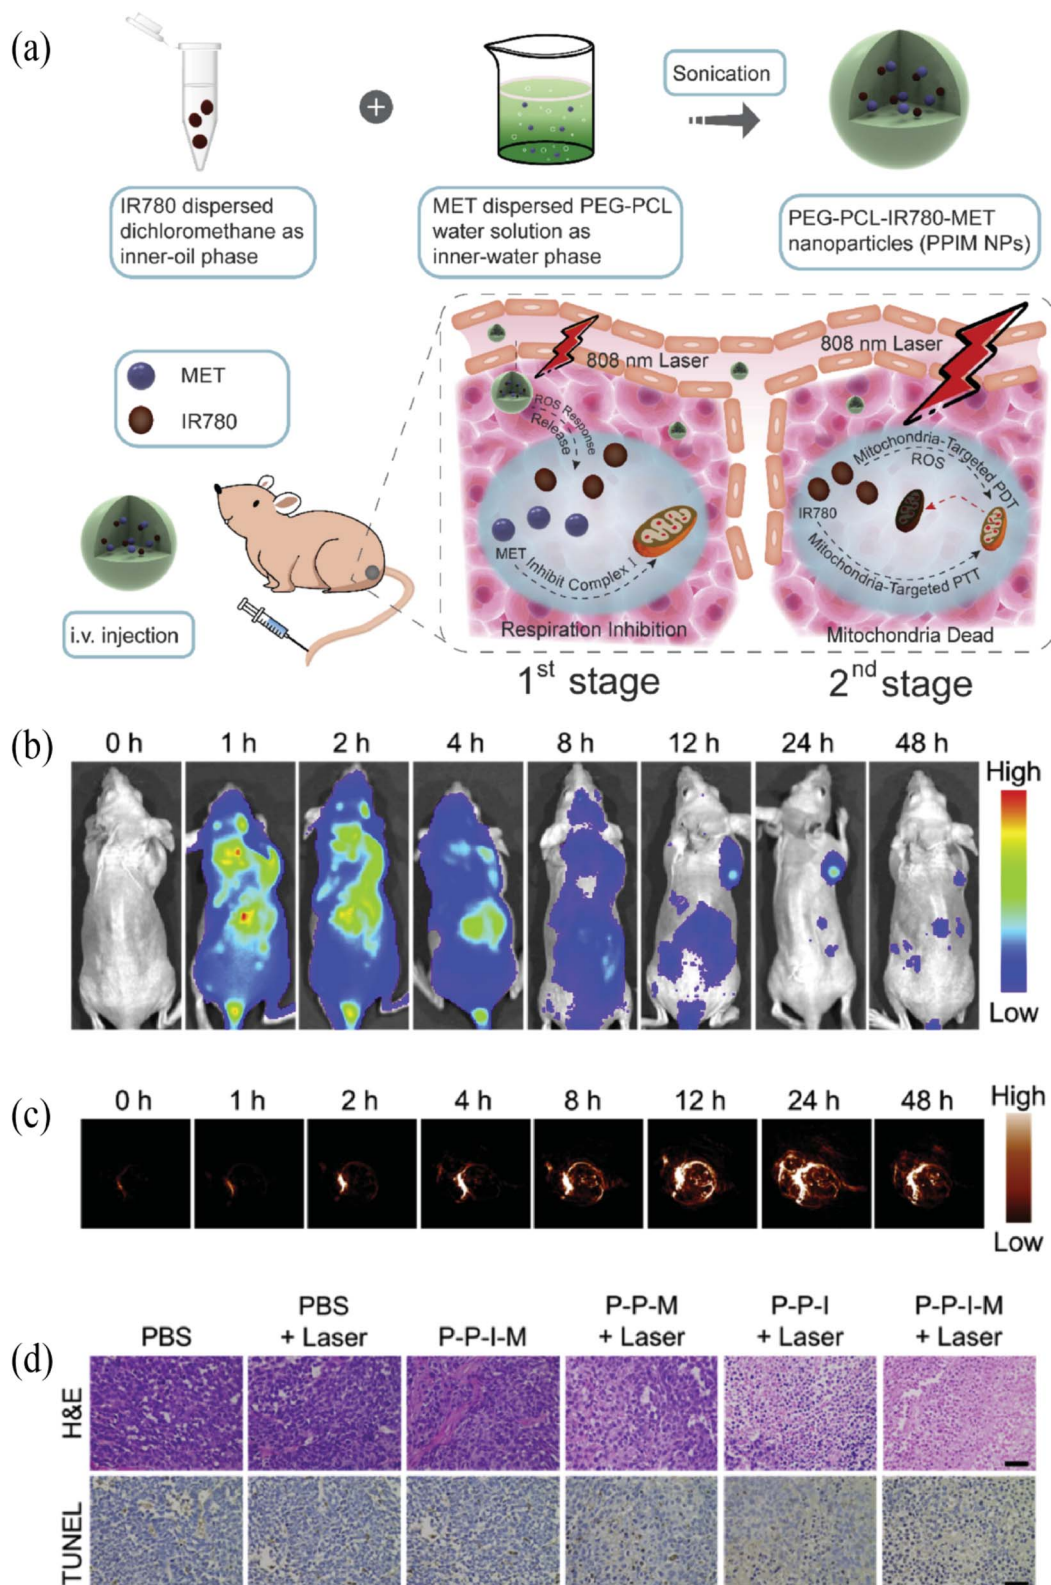 (a)
Sonication
IR780 dispersed
dichloromethane as
inner-oil phase
MET dispersed PEG-PCL
water solution as
inner-water phase
PEG-PCL-IR780-MET
nanoparticles (PPIM NPs)
MET
IR780
i.v. injection
808 nm Laser
ROS Response
Release
MET
Inhibit Complex I
Respiration Inhibition
1st stage
808 nm Laser
Mitochondria-Targeted PDT
ROS
IR780
Mitochondria-Targeted PTT
Mitochondria Dead
2nd stage
(b)
0 h 1 h 2 h 4 h 8 h 12 h 24 h 48 h
High
Low
(c)
0 h 1 h 2 h 4 h 8 h 12 h 24 h 48 h
High
Low
(d)
PBS
PBS
+ Laser
P-P-I-M
P-P-M
+ Laser
P-P-I
+ Laser
P-P-I-M
+ Laser
H&E
TUNEL